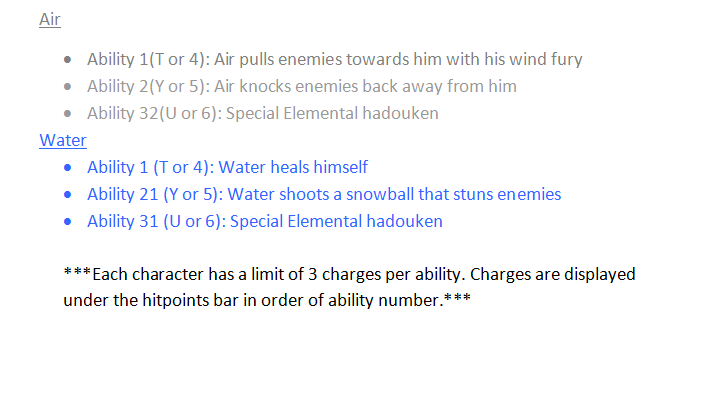 Air
• Ability 1(T or 4): Air pulls enemies towards him with his wind fury
• Ability 2(Y or 5): Air knocks enemies back away from him
• Ability 32(U or 6): Special Elemental hadouken
Water
• Ability 1 (T or 4): Water heals himself
• Ability 21 (Y or 5): Water shoots a snowball that stuns enemies
• Ability 31 (U or 6): Special Elemental hadouken
***Each character has a limit of 3 charges per ability. Charges are displayed
under the hitpoints bar in order of ability number.***